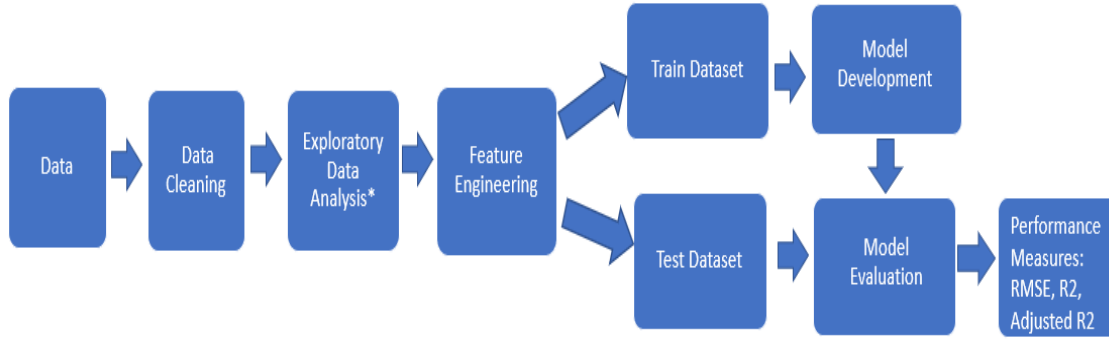 Data
Data
Cleaning
Exploratory
Data
Analysis*
Feature
Engineering
Train Dataset
Model
Development
Test Dataset
Model
Evaluation
Performance
Measures:
RMSE, R2,
Adjusted R2